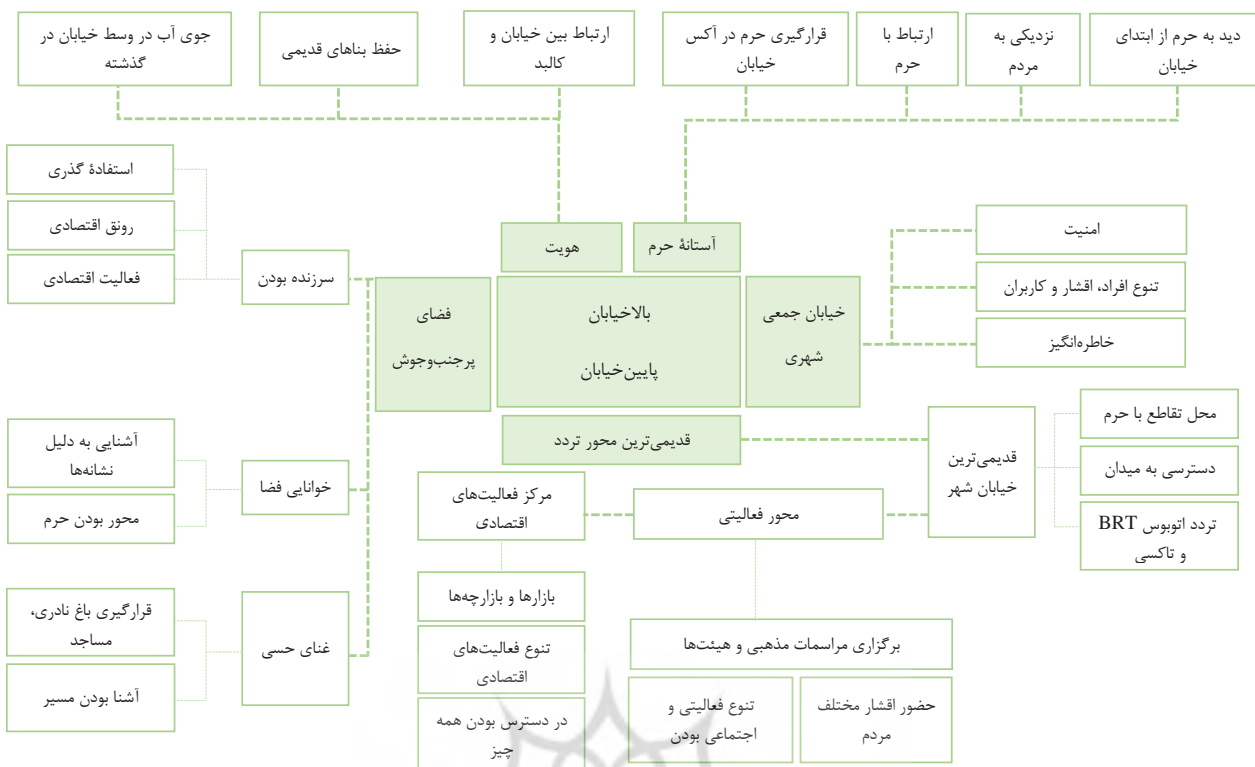 دید به حرم از ابتدای
خیابان
نزدیکی به
مردم
ارتباط با
حرم
قرارگیری حرم در آکس
خیابان
ارتباط بین خیابان و
کالبد
حفظ بناهای قدیمی
جوی آب در وسط خیابان در
گذشته
آستانهٔ حرم
هویت
امنیت
تنوع افراد، اقشار و کاربران
خاطره‌انگیز
خیابان جمعی
شهری
بالاخیابان
پایین‌خیابان
فضای
پرجنب‌وجوش
سرزنده بودن
استفادهٔ گذری
رونق اقتصادی
فعالیت اقتصادی
قدیمی‌ترین محور تردد
محل تقاطع با حرم
دسترسی به میدان
تردد اتوبوس BRT
و تاکسی
قدیمی‌ترین
خیابان شهر
محور فعالیتی
مرکز فعالیت‌های
اقتصادی
خوانایی فضا
آشنایی به دلیل
نشانه‌ها
محور بودن حرم
بازارها و بازارچه‌ها
تنوع فعالیت‌های
اقتصادی
در دسترس بودن همه
چیز
برگزاری مراسمات مذهبی و هیئت‌ها
حضور اقشار مختلف
مردم
تنوع فعالیتی و
اجتماعی بودن
غنای حسی
قرارگیری باغ نادری،
مساجد
آشنا بودن مسیر